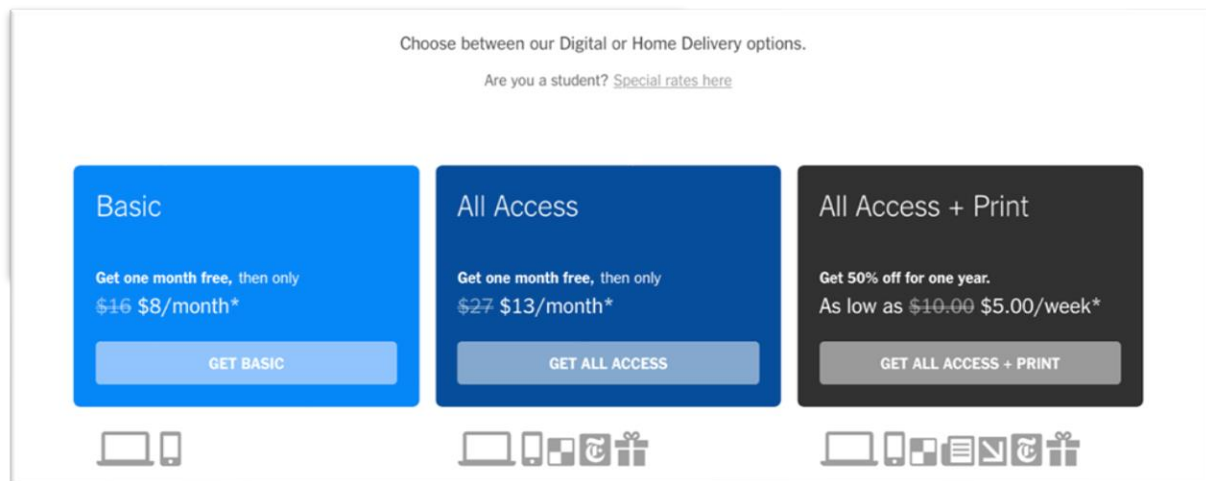 Choose between our Digital or Home Delivery options.
Are you a student? Special rates here
Basic
Get one month free, then only
$16 $8/month*
GET BASIC
All Access
Get one month free, then only
$27 $13/month*
GET ALL ACCESS
All Access + Print
Get 50% off for one year.
As low as $10.00 $5.00/week*
GET ALL ACCESS + PRINT